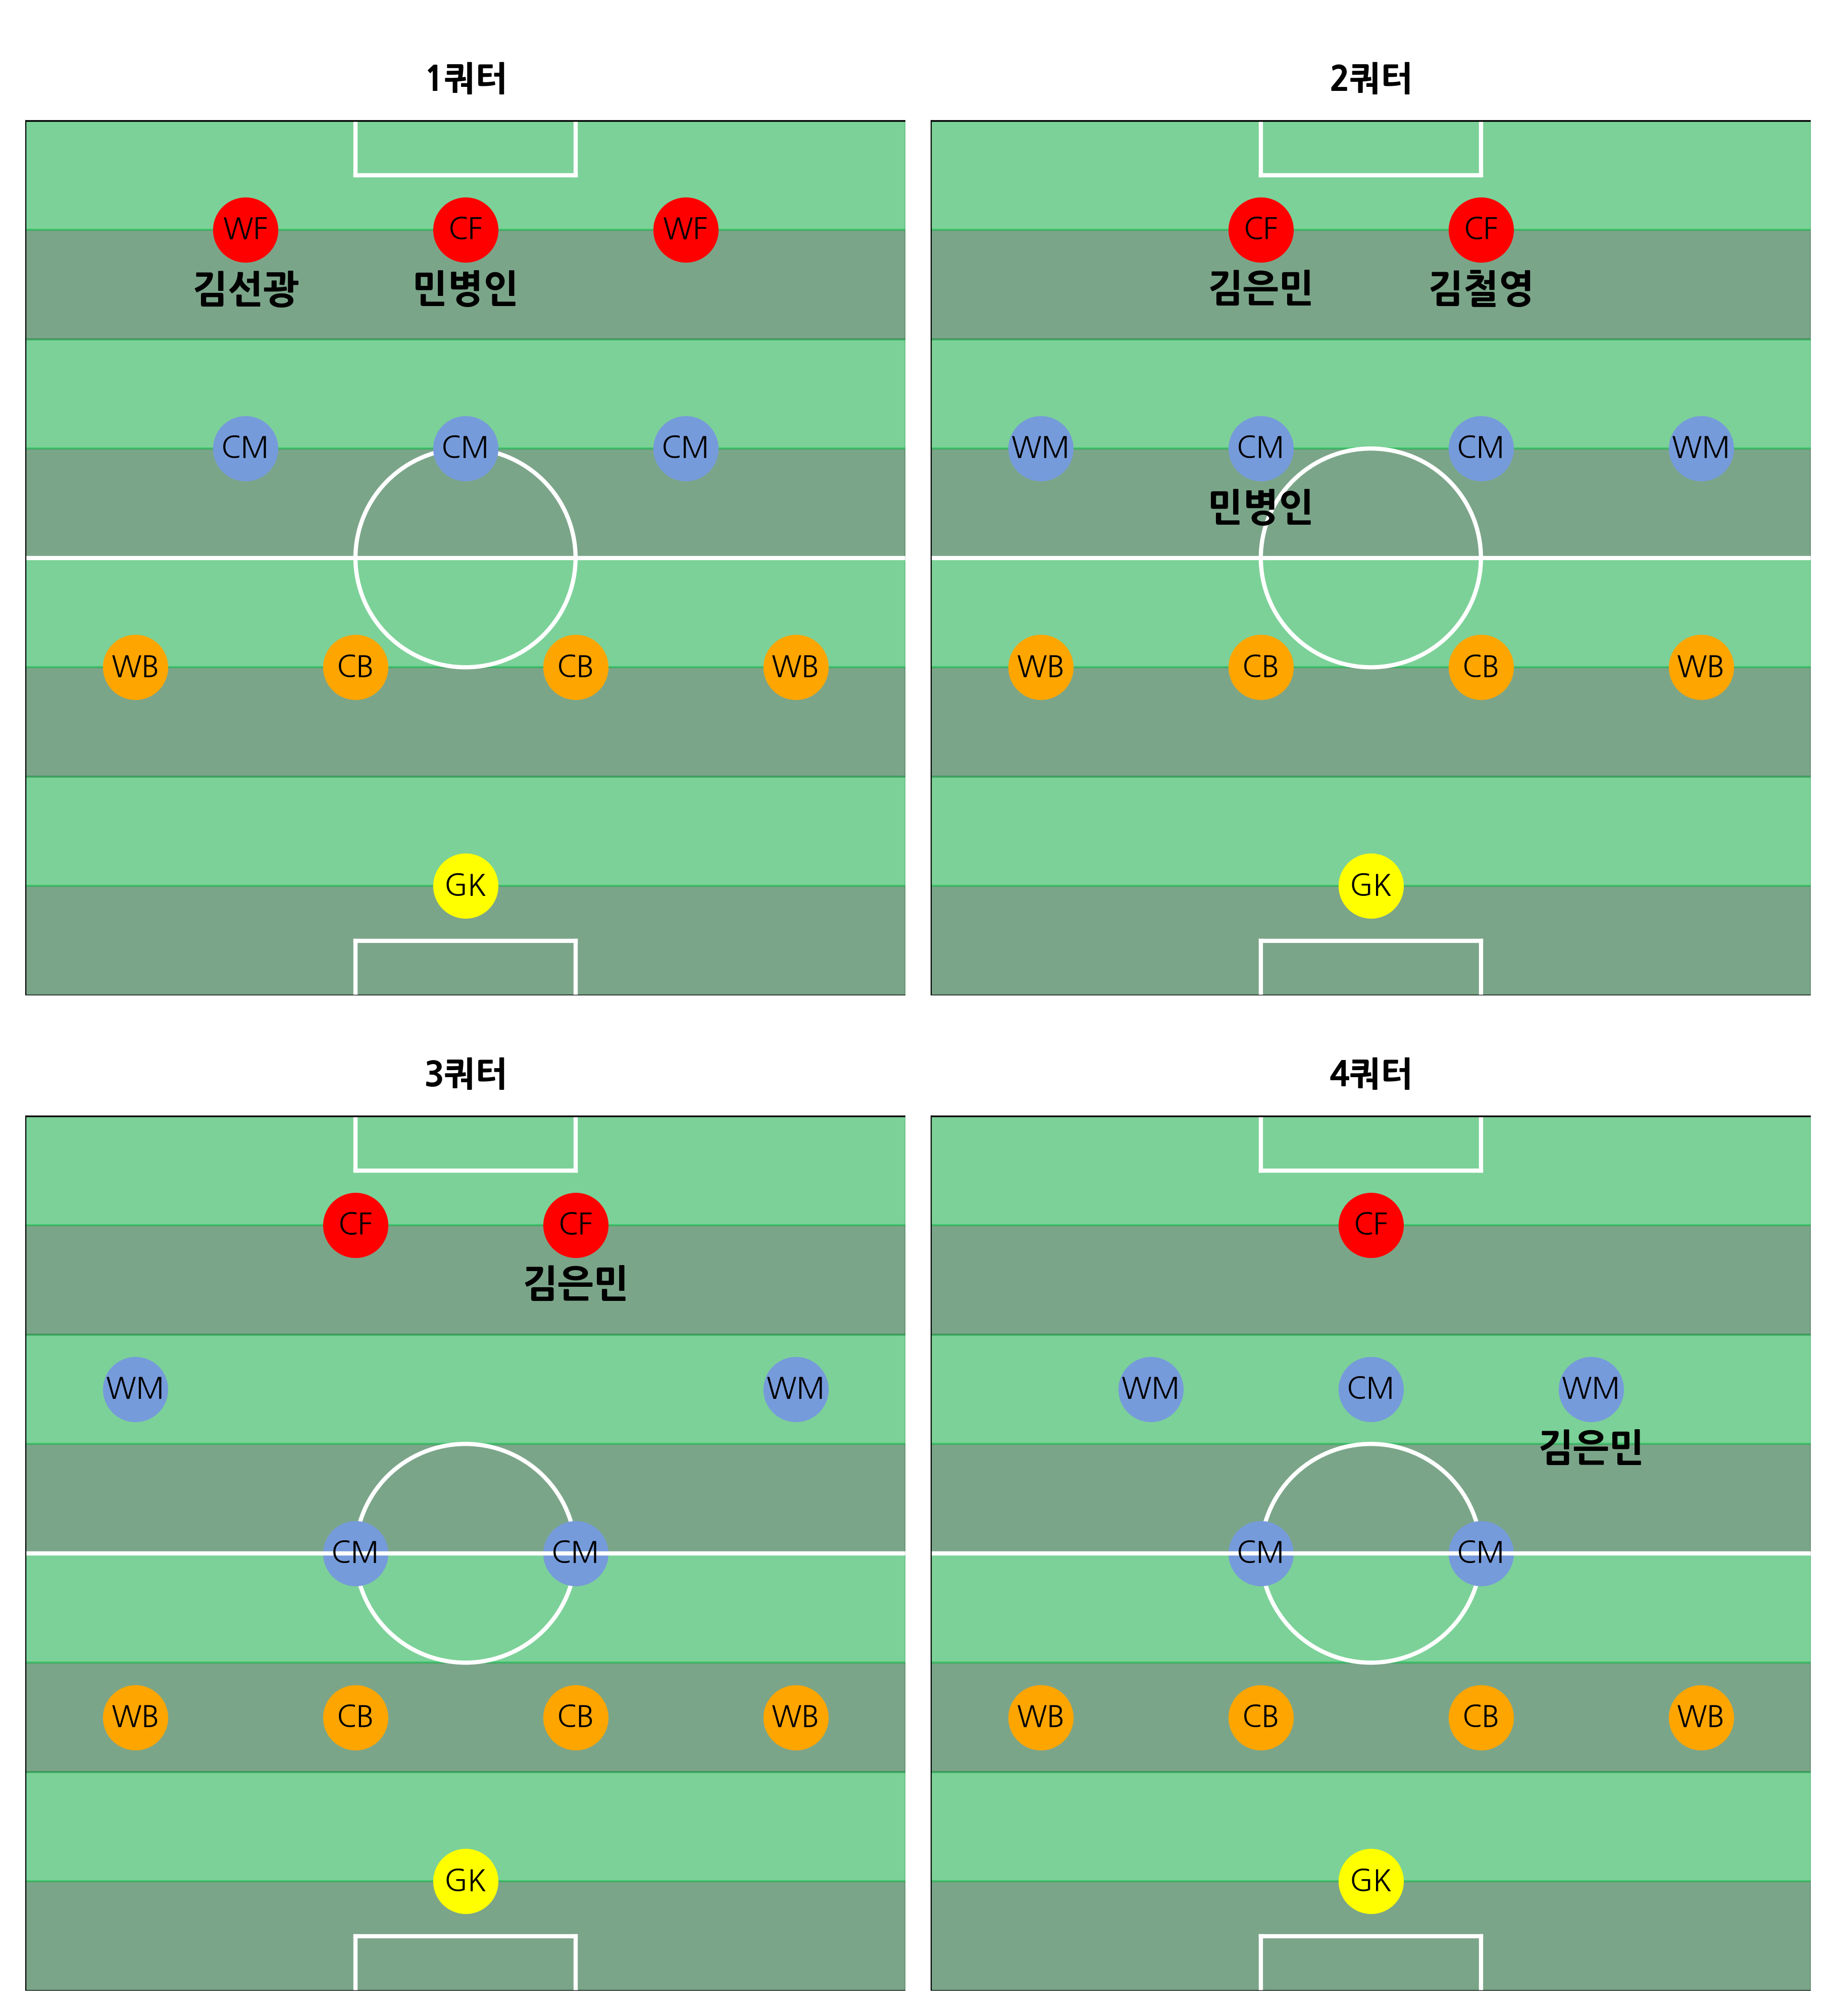 1쿼터
WF CF WF
김선광 민병인
CM CM CM
WB CB CB WB
GK
2쿼터
CF CF
김은민 김철영
WM CM CM WM
민병인
WB CB CB WB
GK
3쿼터
CF CF
김은민
WM WM
CM CM
WB CB CB WB
GK
4쿼터
CF
WM CM WM
김은민
CM CM
WB CB CB WB
GK